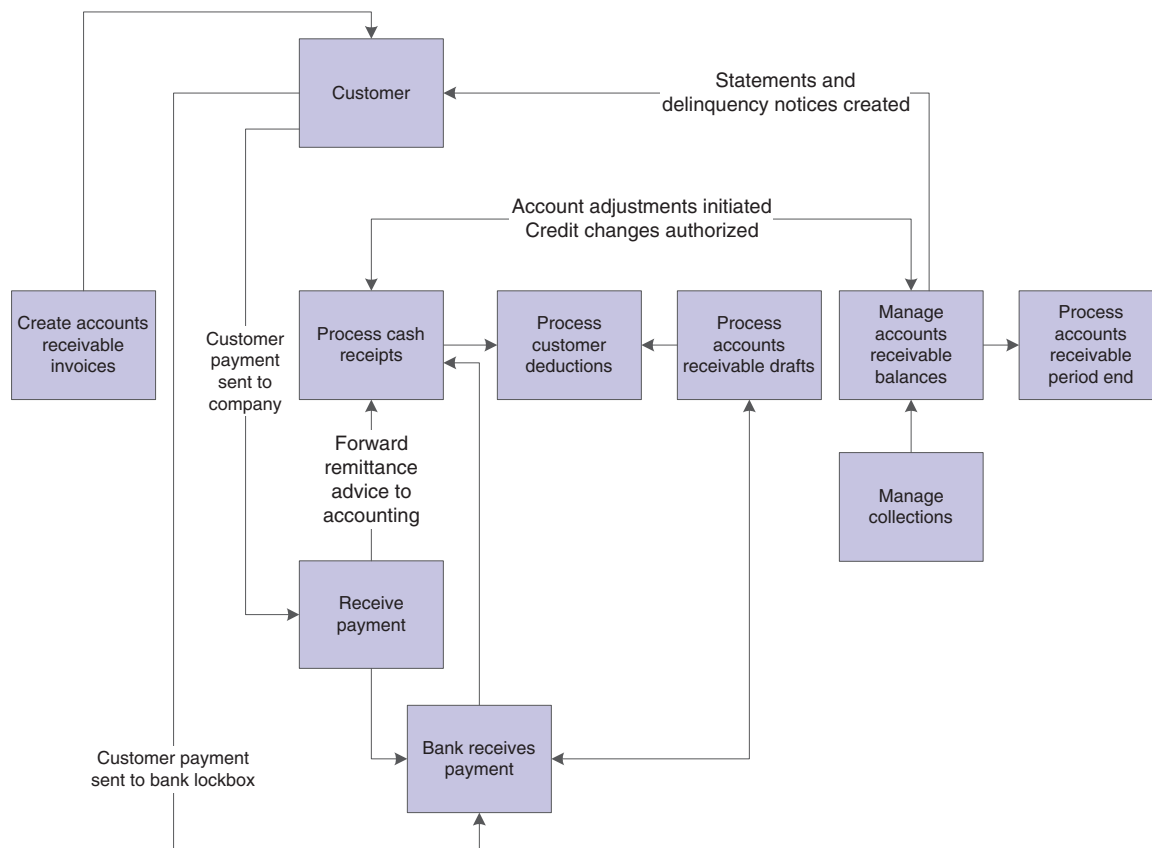 Customer
Statements and
delinquency notices created
Account adjustments initiated
Credit changes authorized
Create accounts
receivable
invoices
Customer
payment
sent to
company
Process cash
receipts
Process
customer
deductions
Process
accounts
receivable drafts
Manage
accounts
receivable
balances
Process
accounts
receivable
period end
Forward
remittance
advice to
accounting
Manage
collections
Receive
payment
Customer payment
sent to bank lockbox
Bank receives
payment